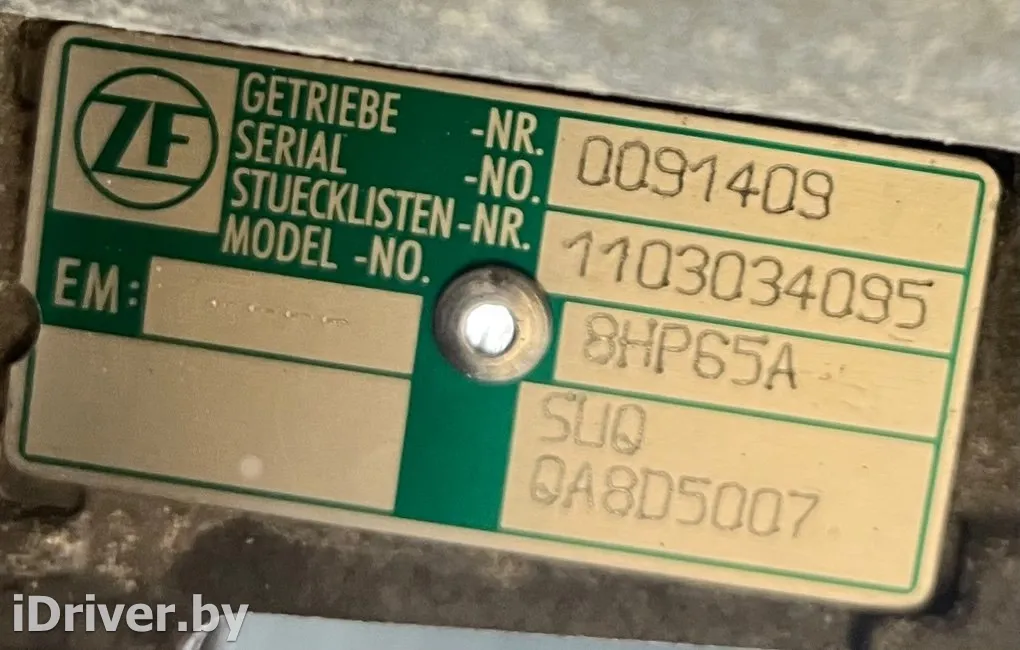 ZF
GETRIEBE -NR.
SERIAL -NO.
0091409
STUECKLISTEN-NR.
MODEL -NO.
1103034095
EM:
8HP65A
SUQ
QA8D5007
iDriver.by